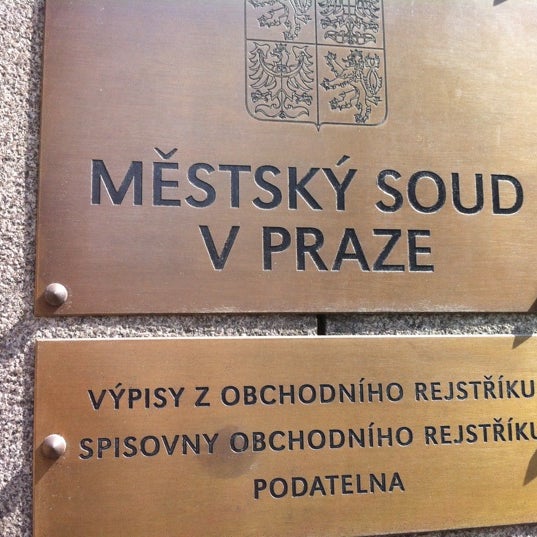 MĚSTSKÝ SOUD
V PRAZE
VÝPISY Z OBCHODNÍHO REJSTŘÍKU
SPISOVNY OBCHODNÍHO REJSTŘÍKU
PODATELNA